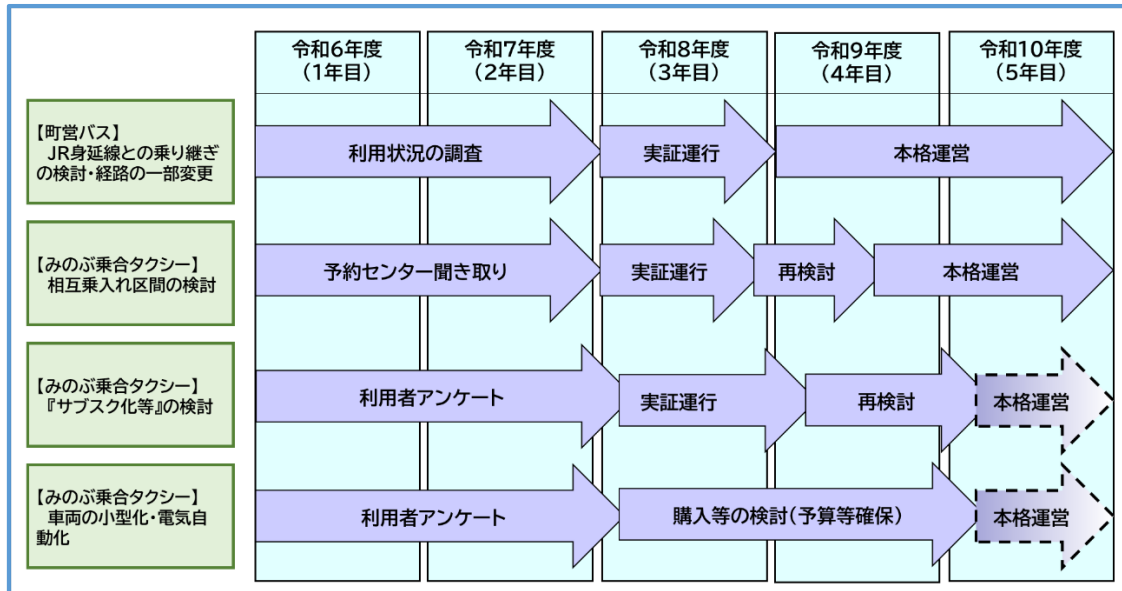 令和6年度
(1年目)
令和7年度
(2年目)
令和8年度
(3年目)
令和9年度
(4年目)
令和10年度
(5年目)
【町営バス】
JR身延線との乗り継ぎ
の検討・経路の一部変更
利用状況の調査
実証運行
本格運営
【みのぶ乗合タクシー】
相互乗入れ区間の検討
予約センター聞き取り
実証運行
再検討
本格運営
【みのぶ乗合タクシー】
『サブスク化等』の検討
利用者アンケート
実証運行
再検討
本格運営
【みのぶ乗合タクシー】
車両の小型化・電気自
動化
利用者アンケート
購入等の検討(予算等確保)
本格運営